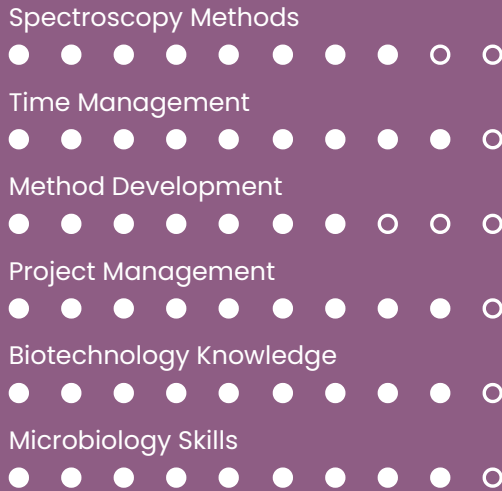 Spectroscopy Methods
Time Management
Method Development
Project Management
Biotechnology Knowledge
Microbiology Skills